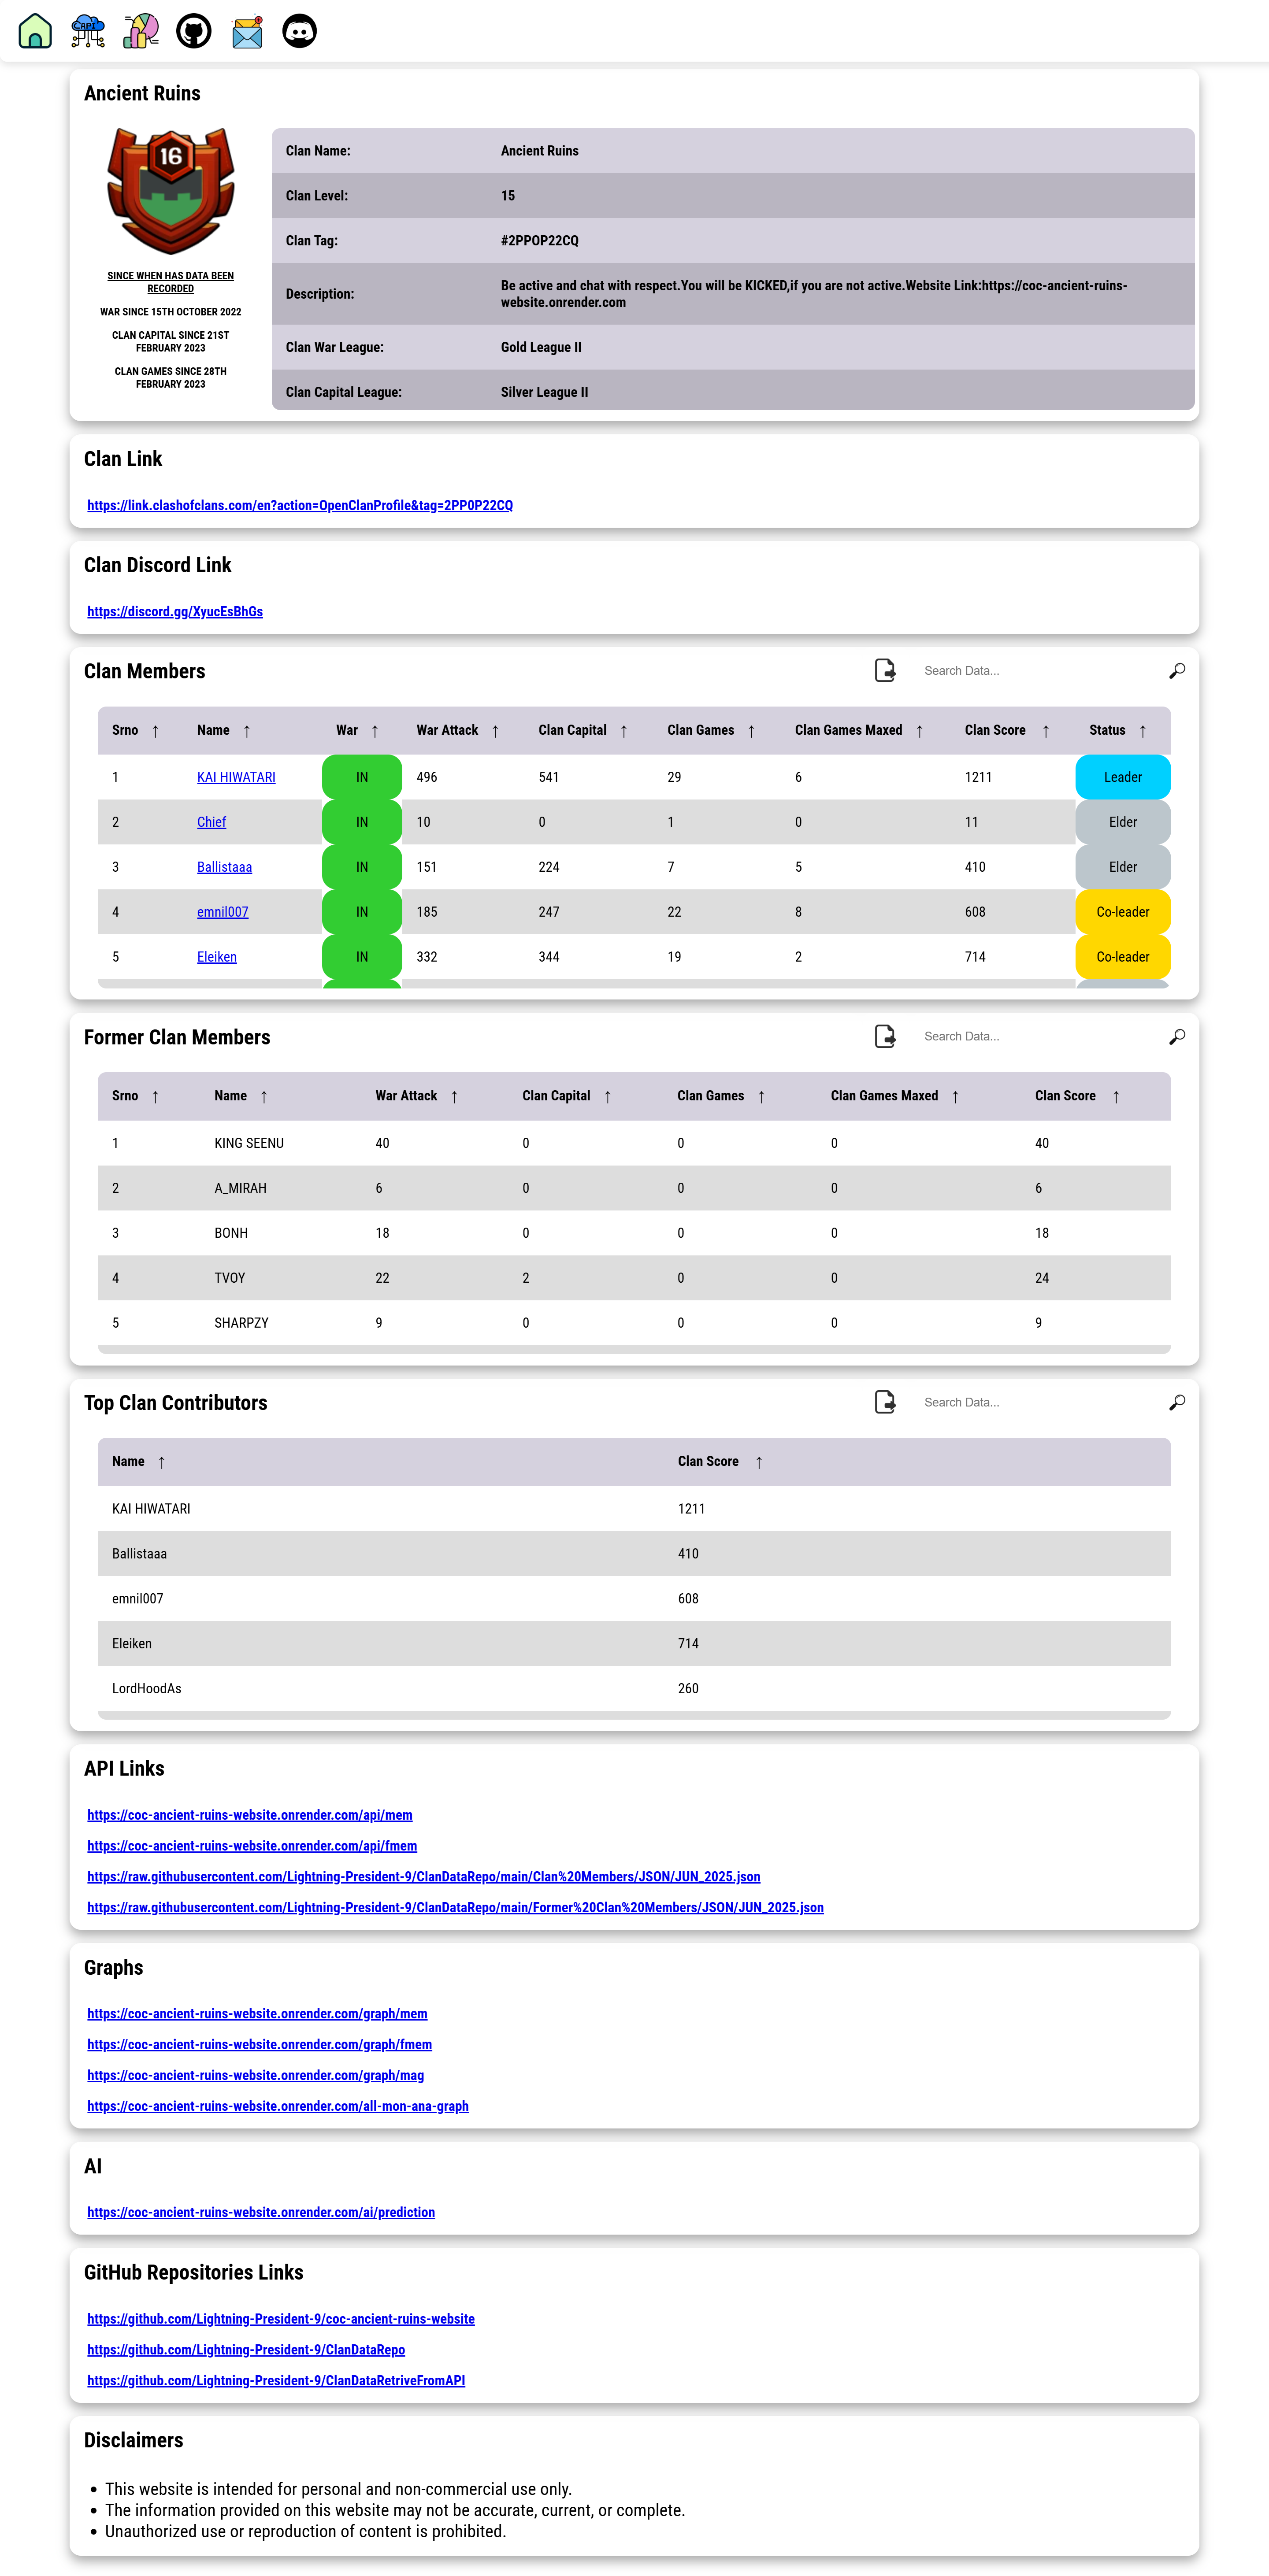 API
Ancient Ruins
16
SINCE WHEN HAS DATA BEEN
RECORDED
WAR SINCE 15TH OCTOBER 2022
CLAN CAPITAL SINCE 21ST
FEBRUARY 2023
CLAN GAMES SINCE 28TH
FEBRUARY 2023
Clan Name: Ancient Ruins
Clan Level: 15
Clan Tag: #2PPOP22CQ
Description: Be active and chat with respect.You will be KICKED,if you are not active.Website Link:https://coc-ancient-ruins-
website.onrender.com
Clan War League: Gold League II
Clan Capital League: Silver League II
Clan Link
https://link.clashofclans.com/en?action=OpenClanProfile&tag=2PP0P22CQ
Clan Discord Link
https://discord.gg/XyucEsBhGs
Clan Members Search Data...
Srno ↑ Name ↑ War ↑ War Attack ↑ Clan Capital ↑ Clan Games ↑ Clan Games Maxed ↑ Clan Score ↑ Status ↑
1 KAI HIWATARI IN 496 541 29 6 1211 Leader
2 Chief IN 10 0 1 0 11 Elder
3 Ballistaaa IN 151 224 7 5 410 Elder
4 emnil007 IN 185 247 22 8 608 Co-leader
5 Eleiken IN 332 344 19 2 714 Co-leader
Former Clan Members Search Data...
Srno ↑ Name ↑ War Attack ↑ Clan Capital ↑ Clan Games ↑ Clan Games Maxed ↑ Clan Score ↑
1 KING SEENU 40 0 0 0 40
2 A_MIRAH 6 0 0 0 6
3 BONH 18 0 0 0 18
4 TVOY 22 2 0 0 24
5 SHARPZY 9 0 0 0 9
Top Clan Contributors Search Data...
Name ↑ Clan Score ↑
KAI HIWATARI 1211
Ballistaaa 410
emnil007 608
Eleiken 714
LordHoodAs 260
API Links
https://coc-ancient-ruins-website.onrender.com/api/mem
https://coc-ancient-ruins-website.onrender.com/api/fmem
https://raw.githubusercontent.com/Lightning-President-9/ClanDataRepo/main/Clan%20Members/JSON/JUN_2025.json
https://raw.githubusercontent.com/Lightning-President-9/ClanDataRepo/main/Former%20Clan%20Members/JSON/JUN_2025.json
Graphs
https://coc-ancient-ruins-website.onrender.com/graph/mem
https://coc-ancient-ruins-website.onrender.com/graph/fmem
https://coc-ancient-ruins-website.onrender.com/graph/mag
https://coc-ancient-ruins-website.onrender.com/all-mon-ana-graph
AI
https://coc-ancient-ruins-website.onrender.com/ai/prediction
GitHub Repositories Links
https://github.com/Lightning-President-9/coc-ancient-ruins-website
https://github.com/Lightning-President-9/ClanDataRepo
https://github.com/Lightning-President-9/ClanDataRetriveFromAPI
Disclaimers
• This website is intended for personal and non-commercial use only.
• The information provided on this website may not be accurate, current, or complete.
• Unauthorized use or reproduction of content is prohibited.